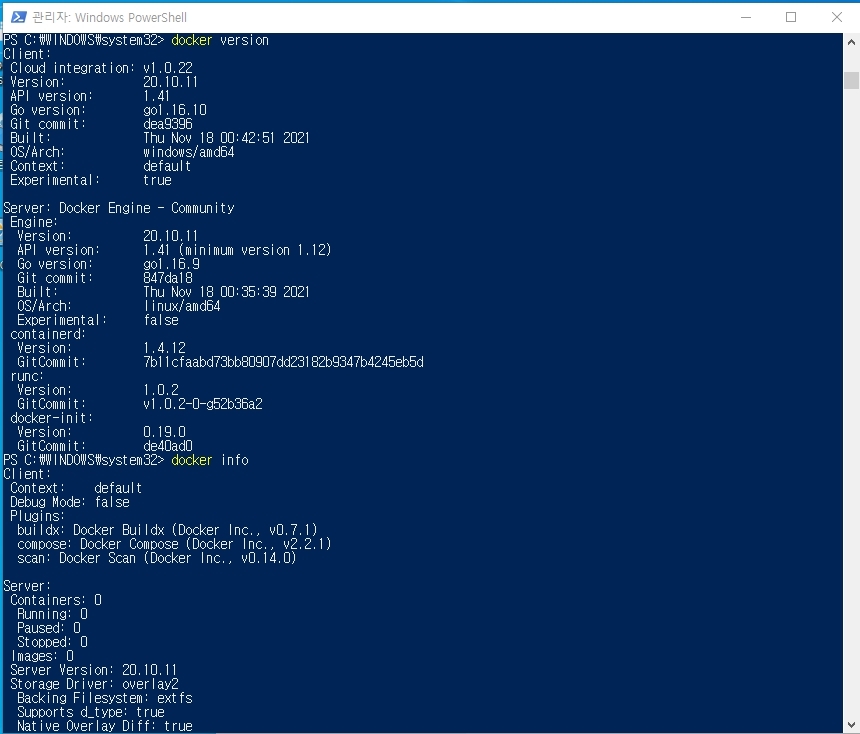 관리자: Windows PowerShell
PS C:₩WINDOWS₩system32> docker version
Client:
 Cloud integration: v1.0.22
 Version:           20.10.11
 API version:       1.41
 Go version:        go1.16.10
 Git commit:        dea9396
 Built:             Thu Nov 18 00:42:51 2021
 OS/Arch:           windows/amd64
 Context:           default
 Experimental:      true

Server: Docker Engine - Community
 Engine:
  Version:          20.10.11
  API version:      1.41 (minimum version 1.12)
  Go version:       go1.16.9
  Git commit:       847da18
  Built:            Thu Nov 18 00:35:39 2021
  OS/Arch:          linux/amd64
  Experimental:     false
 containerd:
  Version:          1.4.12
  GitCommit:        7b11cfaabd73bb80907dd23182b9347b4245eb5d
 runc:
  Version:          1.0.2
  GitCommit:        v1.0.2-0-g52b36a2
 docker-init:
  Version:          0.19.0
  GitCommit:        de40ad0
PS C:₩WINDOWS₩system32> docker info
Client:
 Context:    default
 Debug Mode: false
 Plugins:
  buildx: Docker Buildx (Docker Inc., v0.7.1)
  compose: Docker Compose (Docker Inc., v2.2.1)
  scan: Docker Scan (Docker Inc., v0.14.0)

Server:
 Containers: 0
  Running: 0
  Paused: 0
  Stopped: 0
 Images: 0
 Server Version: 20.10.11
 Storage Driver: overlay2
  Backing Filesystem: extfs
  Supports d_type: true
  Native Overlay Diff: true